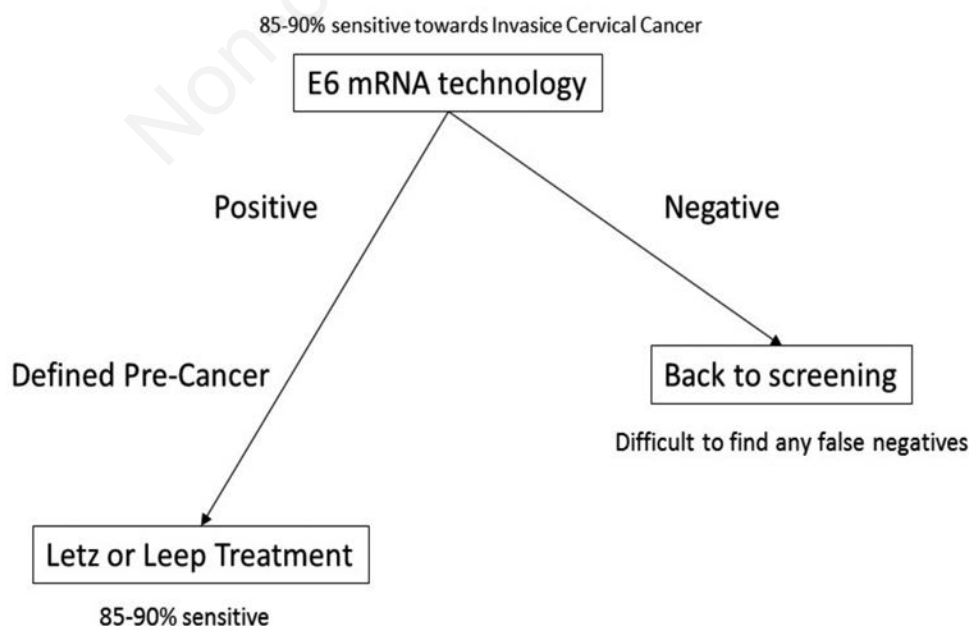 85-90% sensitive towards Invasice Cervical Cancer
E6 mRNA technology
Positive
Negative
Defined Pre-Cancer
Back to screening
Difficult to find any false negatives
Letz or Leep Treatment
85-90% sensitive
Non